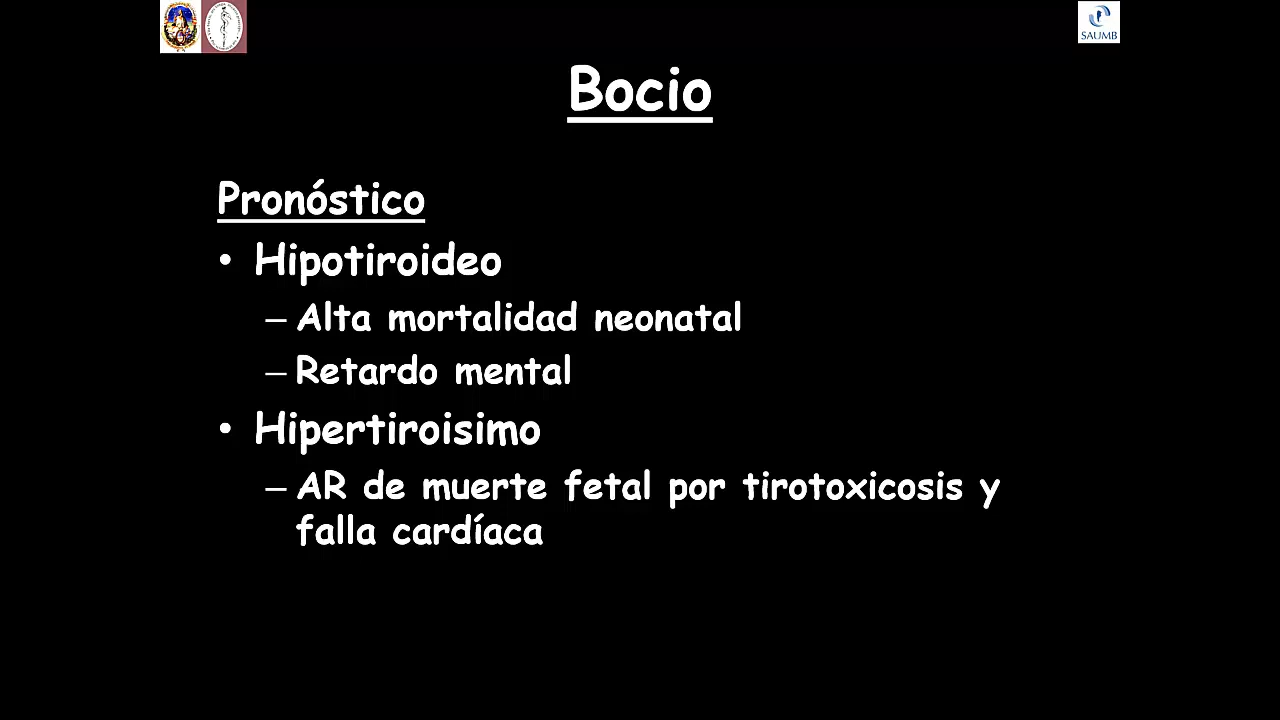 SAUMB
Bocio
Pronóstico
• Hipotiroideo
– Alta mortalidad neonatal
– Retardo mental
• Hipertiroisimo
– AR de muerte fetal por tirotoxicosis y
falla cardíaca